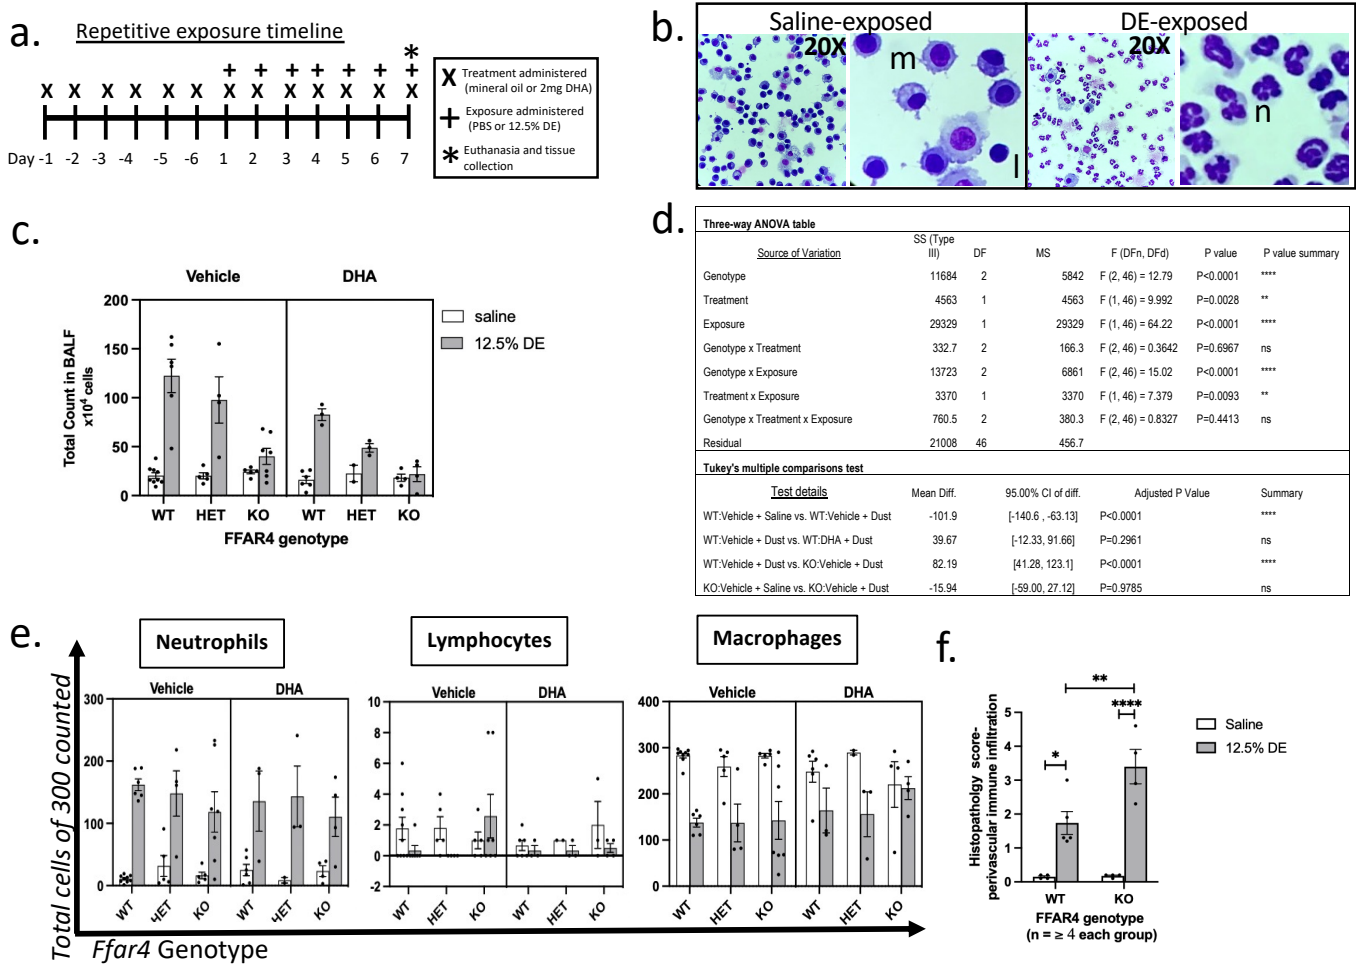 a.
Repetitive exposure timeline
*
+ + + + + + +
X X X X X X X X X X X X X
Day -1 -2 -3 -4 -5 -6 1 2 3 4 5 6 7
X Treatment administered
(mineral oil or 2mg DHA)
+ Exposure administered
(PBS or 12.5% DE)
* Euthanasia and tissue
collection
b.
Saline-exposed
DE-exposed
20X
m
l
20X
n
c.
Vehicle
DHA
Total Count in BALF
x10⁴ cells
200
150
100
50
0
WT HET KO WT HET KO
FFAR4 genotype
saline
12.5% DE
d.
Three-way ANOVA table
Source of Variation SS (Type III) DF MS F (DFn, DFd) P value P value summary
Genotype 11684 2 5842 F (2, 46) = 12.79 P<0.0001 ****
Treatment 4563 1 4563 F (1, 46) = 9.992 P=0.0028 **
Exposure 29329 1 29329 F (1, 46) = 64.22 P<0.0001 ****
Genotype x Treatment 332.7 2 166.3 F (2, 46) = 0.3642 P=0.6967 ns
Genotype x Exposure 13723 2 6861 F (2, 46) = 15.02 P<0.0001 ****
Treatment x Exposure 3370 1 3370 F (1, 46) = 7.379 P=0.0093 **
Genotype x Treatment x Exposure 760.5 2 380.3 F (2, 46) = 0.8327 P=0.4413 ns
Residual 21008 46 456.7
Tukey's multiple comparisons test
Test details Mean Diff. 95.00% CI of diff. Adjusted P Value Summary
WT:Vehicle + Saline vs. WT:Vehicle + Dust -101.9 [-140.6 , -63.13) P<0.0001 ****
WT:Vehicle + Dust vs. WT:DHA + Dust 39.67 [-12.33, 91.66] P=0.2961 ns
WT:Vehicle + Dust vs. KO:Vehicle + Dust 82.19 [41.28, 123.1] P<0.0001 ****
KO:Vehicle + Saline vs. KO:Vehicle + Dust -15.94 [-59.00, 27.12] P=0.9785 ns
e.
Total cells of 300 counted
Neutrophils
Vehicle DHA
300
200
100
0
WT HET KO WT HET KO
Lymphocytes
Vehicle DHA
10
8
6
4
2
0
-2
WT HET KO WT HET KO
Macrophages
Vehicle DHA
400
300
200
100
0
WT HET KO WT HET KO
Ffar4 Genotype
f.
Histopatholgy score-
perivascular immune infiltration
5
4
3
2
1
0
**
****
*
WT KO
FFAR4 genotype
(n = ≥ 4 each group)
Saline
12.5% DE